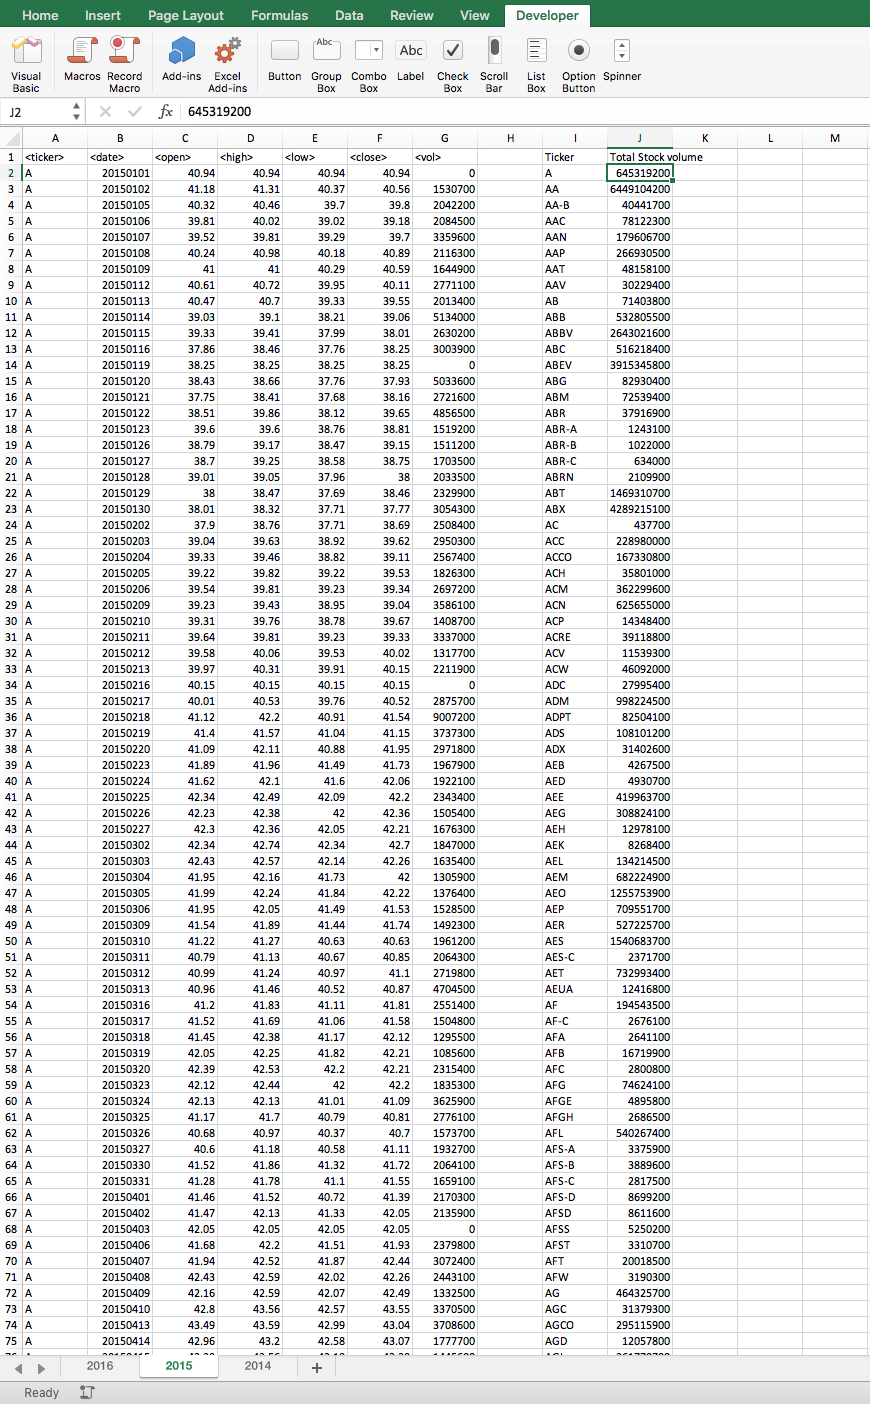 Home Insert Page Layout Formulas Data Review View Developer
Visual Basic Macros Record Macro Add-ins Excel Add-ins Button Abc Group Box Combo Box Abc Label Check Box Scroll Bar List Box Option Button Spinner
J2 fx 645319200
A B C D E F G H I J K L M
1 <ticker> <date> <open> <high> <low> <close> <vol> Ticker Total Stock volume
2 A 20150101 40.94 40.94 40.94 40.94 0 A 645319200
3 A 20150102 41.18 41.31 40.37 40.56 1530700 AA 6449104200
4 A 20150105 40.32 40.46 39.7 39.8 2042200 AA-B 40441700
5 A 20150106 39.81 40.02 39.02 39.18 2084500 AAC 78122300
6 A 20150107 39.52 39.81 39.29 39.7 3359600 AAN 179606700
7 A 20150108 40.24 40.98 40.18 40.89 2116300 AAP 266930500
8 A 20150109 41 41 40.29 40.59 1644900 AAT 48158100
9 A 20150112 40.61 40.72 39.95 40.11 2771100 AAV 30229400
10 A 20150113 40.47 40.7 39.33 39.55 2013400 AB 71403800
11 A 20150114 39.03 39.1 38.21 39.06 5134000 ABB 532805500
12 A 20150115 39.33 39.41 37.99 38.01 2630200 ABBV 2643021600
13 A 20150116 37.86 38.46 37.76 38.25 3003900 ABC 516218400
14 A 20150119 38.25 38.25 38.25 38.25 0 ABEV 3915345800
15 A 20150120 38.43 38.66 37.76 37.93 5033600 ABG 82930400
16 A 20150121 37.75 38.41 37.68 38.16 2721600 ABM 72539400
17 A 20150122 38.51 39.86 38.12 39.65 4856500 ABR 37916900
18 A 20150123 39.6 39.6 38.76 38.81 1519200 ABR-A 1243100
19 A 20150126 38.79 39.17 38.47 39.15 1511200 ABR-B 1022000
20 A 20150127 38.7 39.25 38.58 38.75 1703500 ABR-C 634000
21 A 20150128 39.01 39.05 37.96 38 2033500 ABRN 2109900
22 A 20150129 38 38.47 37.69 38.46 2329900 ABT 1469310700
23 A 20150130 38.01 38.32 37.71 37.77 3054300 ABX 4289215100
24 A 20150202 37.9 38.76 37.71 38.69 2508400 AC 437700
25 A 20150203 39.04 39.63 38.92 39.62 2950300 ACC 228980000
26 A 20150204 39.33 39.46 38.82 39.11 2567400 ACCO 167330800
27 A 20150205 39.22 39.82 39.22 39.53 1826300 ACH 35801000
28 A 20150206 39.54 39.81 39.23 39.34 2697200 ACM 362299600
29 A 20150209 39.23 39.43 38.95 39.04 3586100 ACN 625655000
30 A 20150210 39.31 39.76 38.78 39.67 1408700 ACP 14348400
31 A 20150211 39.64 39.81 39.23 39.33 3337000 ACRE 39118800
32 A 20150212 39.58 40.06 39.53 40.02 1317700 ACV 11539300
33 A 20150213 39.97 40.31 39.91 40.15 2211900 ACW 46092000
34 A 20150216 40.15 40.15 40.15 40.15 0 ADC 27995400
35 A 20150217 40.01 40.53 39.76 40.52 2875700 ADM 998224500
36 A 20150218 41.12 42.2 40.91 41.54 9007200 ADPT 82504100
37 A 20150219 41.4 41.57 41.04 41.15 3737300 ADS 108101200
38 A 20150220 41.09 42.11 40.88 41.95 2971800 ADX 31402600
39 A 20150223 41.89 41.96 41.49 41.73 1967900 AEB 4267500
40 A 20150224 41.62 42.1 41.6 42.06 1922100 AED 4930700
41 A 20150225 42.34 42.49 42.09 42.2 2343400 AEE 419963700
42 A 20150226 42.23 42.38 42 42.36 1505400 AEG 308824100
43 A 20150227 42.3 42.36 42.05 42.21 1676300 AEH 12978100
44 A 20150302 42.34 42.74 42.34 42.7 1847000 AEK 8268400
45 A 20150303 42.43 42.57 42.14 42.26 1635400 AEL 134214500
46 A 20150304 41.95 42.16 41.73 42 1305900 AEM 682224900
47 A 20150305 41.99 42.24 41.84 42.22 1376400 AEO 1255753900
48 A 20150306 41.95 42.05 41.49 41.53 1528500 AEP 709551700
49 A 20150309 41.54 41.89 41.44 41.74 1492300 AER 527225700
50 A 20150310 41.22 41.27 40.63 40.63 1961200 AES 1540683700
51 A 20150311 40.79 41.13 40.67 40.85 2064300 AES-C 2371700
52 A 20150312 40.99 41.24 40.97 41.1 2719800 AET 732993400
53 A 20150313 40.96 41.46 40.52 40.87 4704500 AEUA 12416800
54 A 20150316 41.2 41.83 41.11 41.81 2551400 AF 194543500
55 A 20150317 41.52 41.69 41.06 41.58 1504800 AF-C 2676100
56 A 20150318 41.45 42.38 41.17 42.12 1295500 AFA 2641100
57 A 20150319 42.05 42.25 41.82 42.21 1085600 AFB 16719900
58 A 20150320 42.39 42.53 42.2 42.21 2315400 AFC 2800800
59 A 20150323 42.12 42.44 42 42.2 1835300 AFG 74624100
60 A 20150324 42.13 42.13 41.01 41.09 3625900 AFGE 4895800
61 A 20150325 41.17 41.7 40.79 40.81 2776100 AFGH 2686500
62 A 20150326 40.68 40.97 40.37 40.7 1573700 AFL 540267400
63 A 20150327 40.6 41.18 40.58 41.11 1932700 AFS-A 3375900
64 A 20150330 41.52 41.86 41.32 41.72 2064100 AFS-B 3889600
65 A 20150331 41.28 41.78 41.1 41.55 1659100 AFS-C 2817500
66 A 20150401 41.46 41.52 40.72 41.39 2170300 AFS-D 8699200
67 A 20150402 41.47 42.13 41.33 42.05 2135900 AFSD 8611600
68 A 20150403 42.05 42.05 42.05 42.05 0 AFSS 5250200
69 A 20150406 41.68 42.2 41.51 41.93 2379800 AFST 3310700
70 A 20150407 41.94 42.52 41.87 42.44 3072400 AFT 20018500
71 A 20150408 42.43 42.59 42.02 42.26 2443100 AFW 3190300
72 A 20150409 42.16 42.59 42.07 42.49 1332500 AG 464325700
73 A 20150410 42.8 43.56 42.57 43.55 3370500 AGC 31379300
74 A 20150413 43.49 43.59 42.99 43.04 3708600 AGCO 295115900
75 A 20150414 42.96 43.2 42.58 43.07 1777700 AGD 12057800
2016 2015 2014 +
Ready